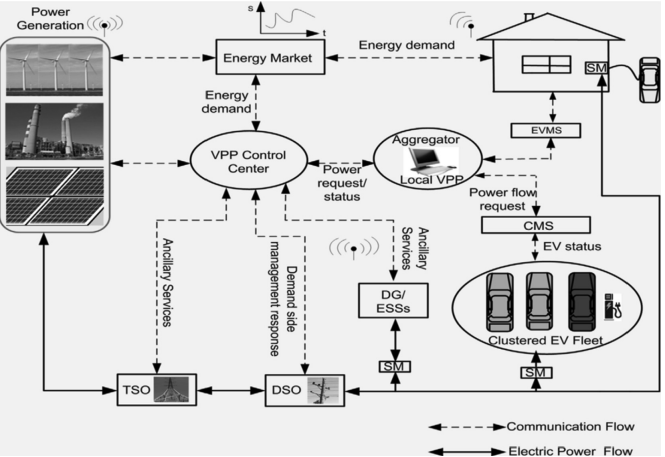 Power
Generation
s
t
Energy Market
Energy demand
SM
Energy
demand
EVMS
VPP Control
Center
Aggregator
Local VPP
Power
request/
status
Power flow
request
CMS
EV status
Ancillary Services
Demand side
management response
Ancillary
Services
DG/
ESSs
Clustered EV Fleet
SM
SM
TSO
DSO
Communication Flow
Electric Power Flow